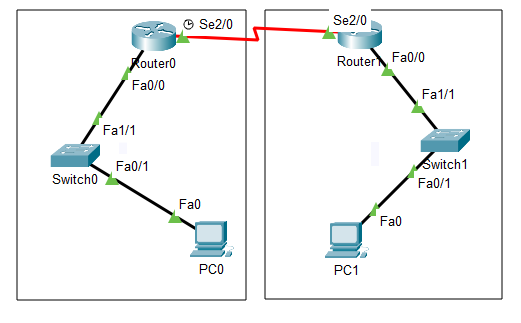 Se2/0
Router0
Fa0/0
Fa1/1
Switch0
Fa0/1
Fa0
PC0
Se2/0
Router1
Fa0/0
Fa1/1
Switch1
Fa0/1
Fa0
PC1